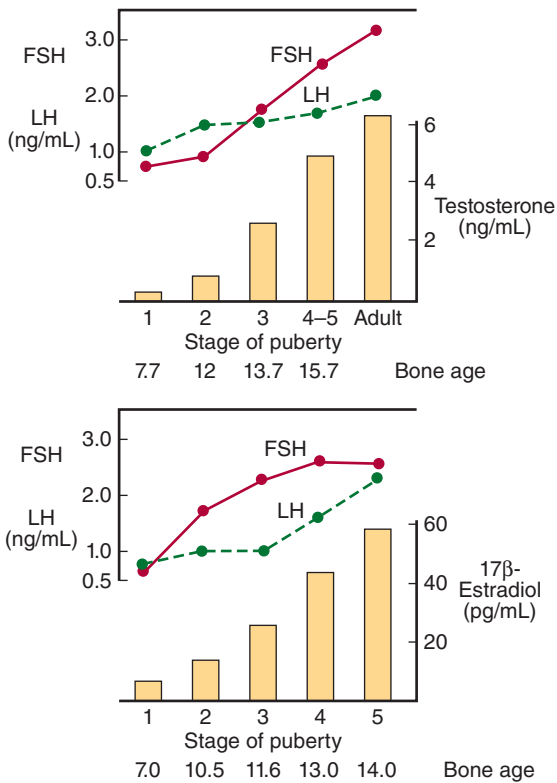 3.0
FSH
FSH
2.0
LH
LH
(ng/mL)
1.0
0.5
6
4
Testosterone
(ng/mL)
2
1 2 3 4–5 Adult
Stage of puberty
7.7 12 13.7 15.7 Bone age
3.0
FSH
FSH
2.0
LH
LH
(ng/mL)
1.0
0.5
60
17β-
Estradiol
(pg/mL)
40
20
1 2 3 4 5
Stage of puberty
7.0 10.5 11.6 13.0 14.0 Bone age